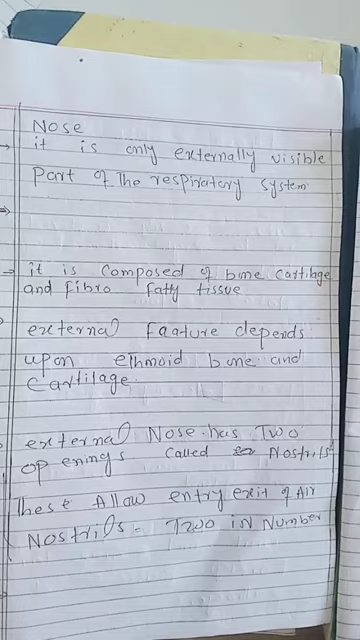 Nose
it is only externally visible
Part of The respiratory system
it is composed of bone cartilage
and Fibro Fatty tissue
external Faature depends
upon ethmoid bone and
Cartilage.
external Nose has Two
openings called Nostrils
These Allow entry exit of Air
Nostrils = Two in Number